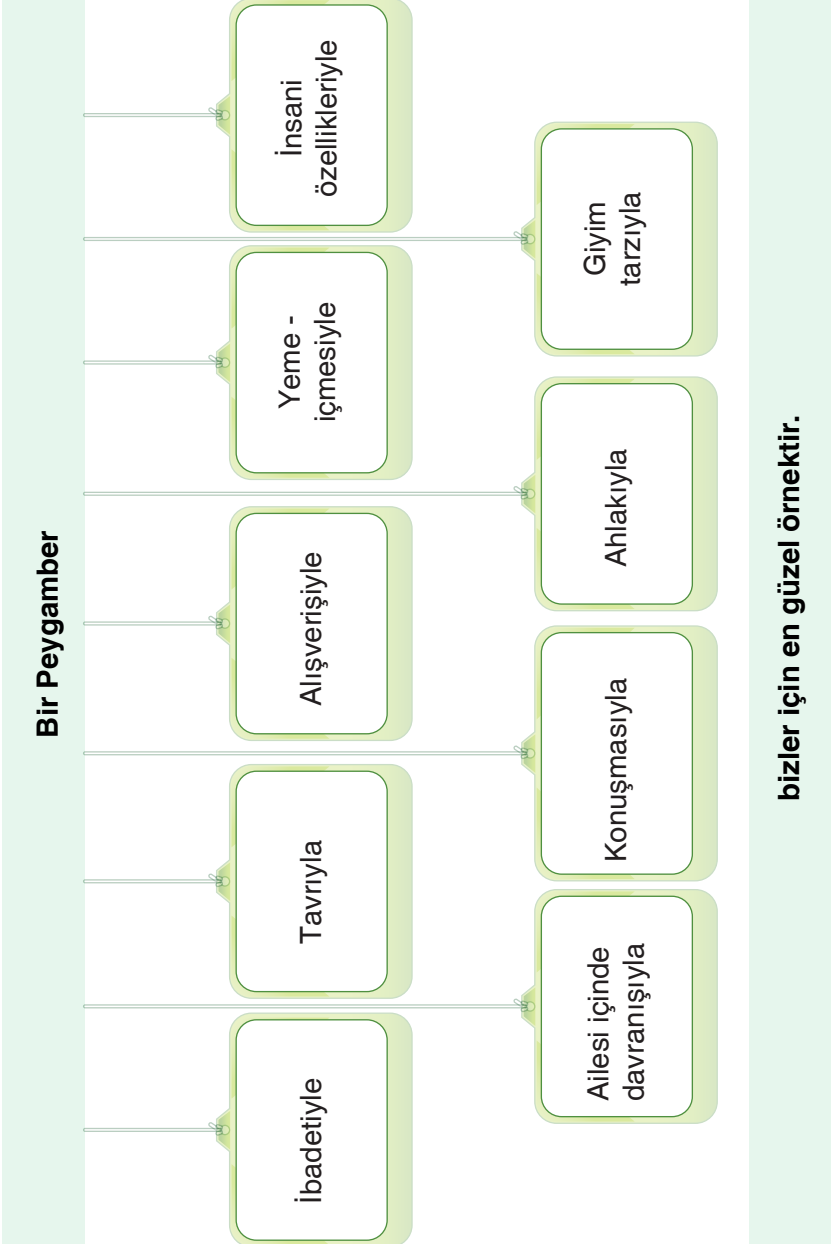 Bir Peygamber
İbadetiyle
Tavrıyla
Alışverişiyle
Yeme -
içmesiyle
İnsani
özellikleriyle
Ailesi içinde
davranışıyla
Konuşmasıyla
Ahlakıyla
Giyim
tarzıyla
bizler için en güzel örnektir.